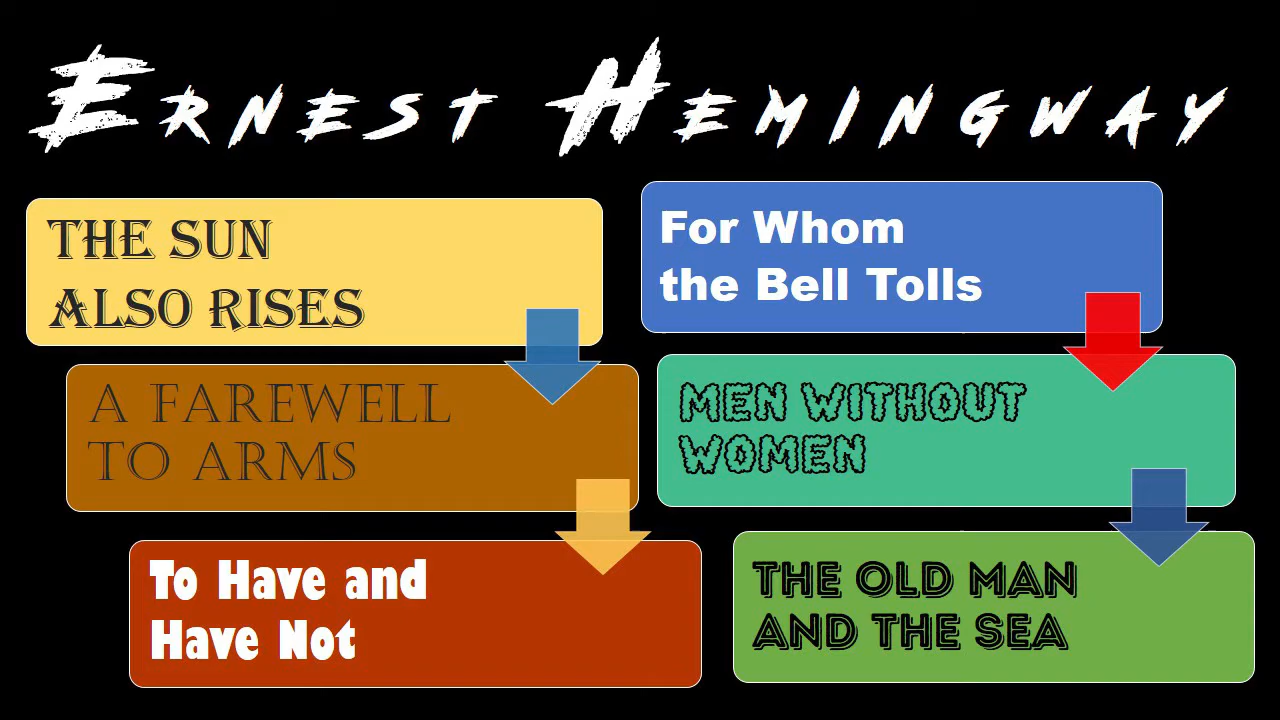 Ernest Hemingway
THE SUN
ALSO RISES
A FAREWELL
TO ARMS
To Have and
Have Not
For Whom
the Bell Tolls
MEN WITHOUT
WOMEN
THE OLD MAN
AND THE SEA